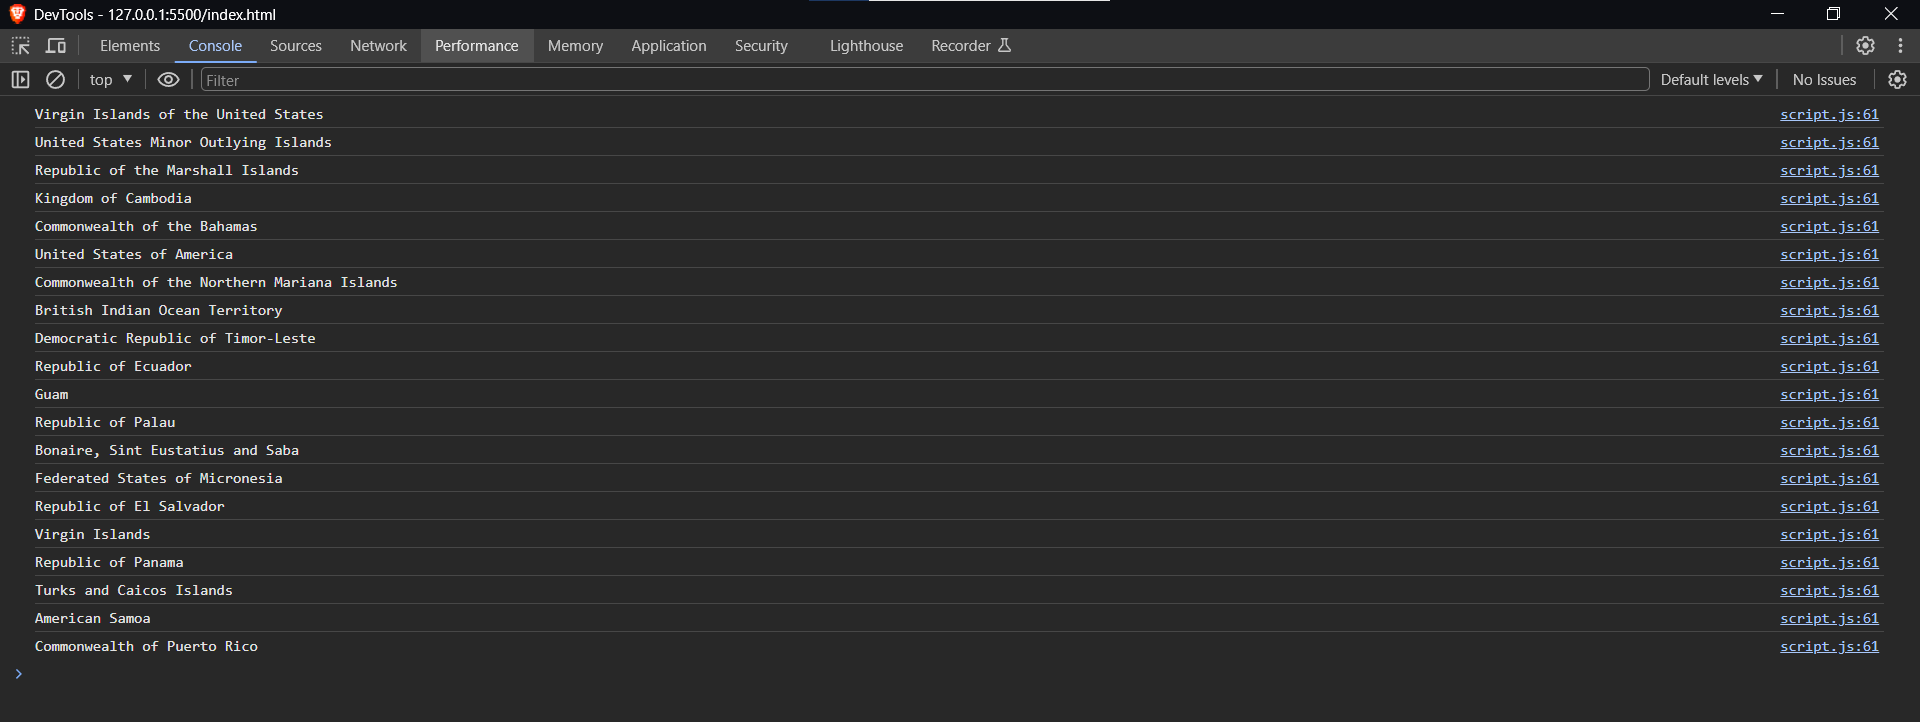 DevTools - 127.0.0.1:5500/index.html
Elements Console Sources Network Performance Memory Application Security Lighthouse Recorder
top Filter Default levels No Issues
Virgin Islands of the United States script.js:61
United States Minor Outlying Islands script.js:61
Republic of the Marshall Islands script.js:61
Kingdom of Cambodia script.js:61
Commonwealth of the Bahamas script.js:61
United States of America script.js:61
Commonwealth of the Northern Mariana Islands script.js:61
British Indian Ocean Territory script.js:61
Democratic Republic of Timor-Leste script.js:61
Republic of Ecuador script.js:61
Guam script.js:61
Republic of Palau script.js:61
Bonaire, Sint Eustatius and Saba script.js:61
Federated States of Micronesia script.js:61
Republic of El Salvador script.js:61
Virgin Islands script.js:61
Republic of Panama script.js:61
Turks and Caicos Islands script.js:61
American Samoa script.js:61
Commonwealth of Puerto Rico script.js:61